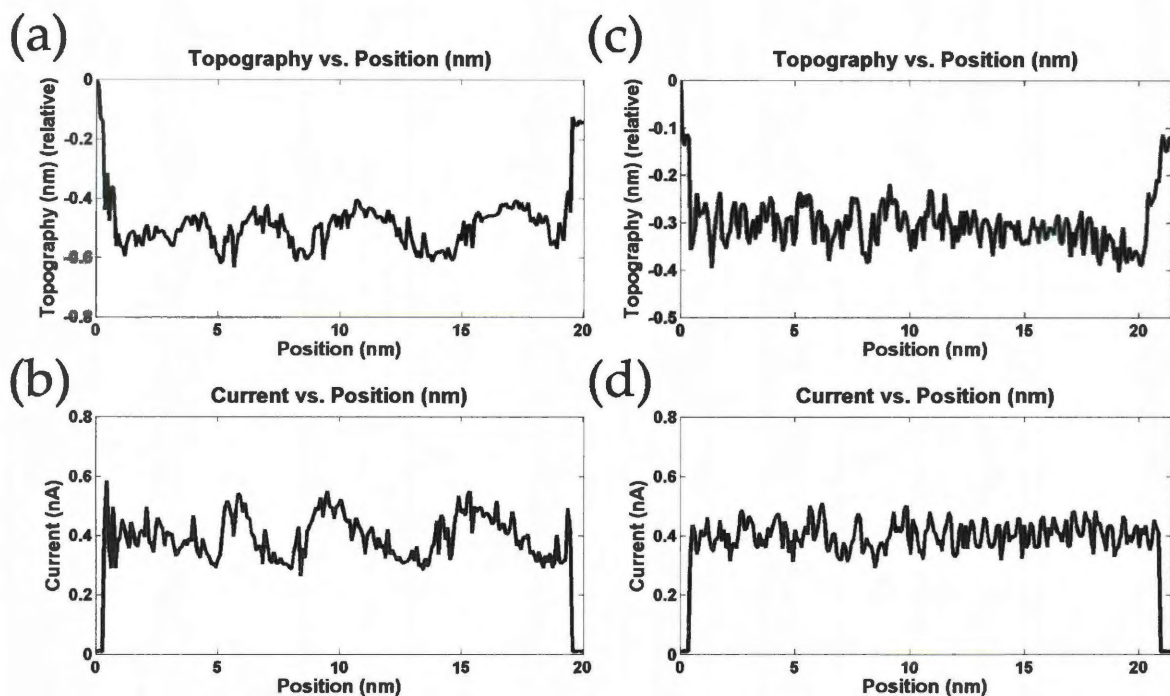 (a)
Topography vs. Position (nm)
Topography (nm) (relative)
0
-0.2
-0.4
-0.6
-0.8
0 5 10 15 20
Position (nm)
(c)
Topography vs. Position (nm)
Topography (nm) (relative)
0
-0.1
-0.2
-0.3
-0.4
-0.5
0 5 10 15 20
Position (nm)
(b)
Current vs. Position (nm)
Current (nA)
0.8
0.6
0.4
0.2
0
0 5 10 15 20
Position (nm)
(d)
Current vs. Position (nm)
Current (nA)
0.8
0.6
0.4
0.2
0
0 5 10 15 20
Position (nm)